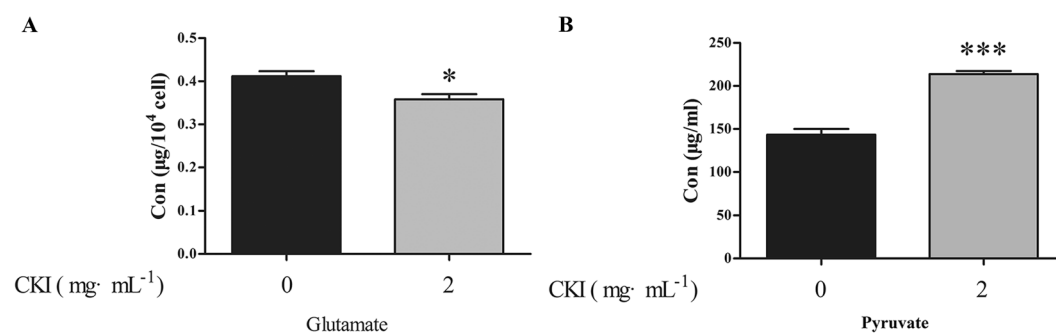 A
Con (µg/10⁴ cell)
0.5
0.4
0.3
0.2
0.1
0.0
*
CKI ( mg· mL⁻¹)
0
2
Glutamate
B
Con (µg/ml)
250
200
150
100
50
0
***
CKI ( mg· mL⁻¹)
0
2
Pyruvate